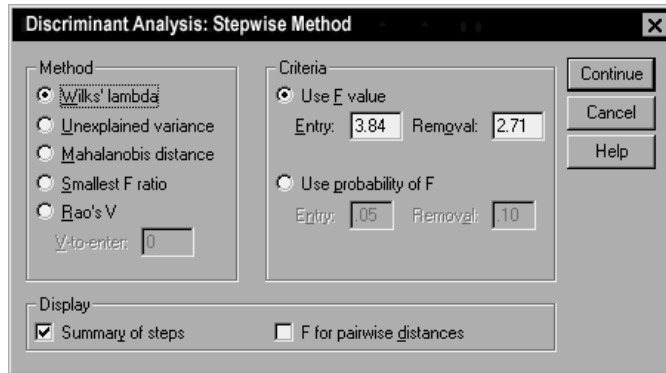 Discriminant Analysis: Stepwise Method
Method
Wilks' lambda
Unexplained variance
Mahalanobis distance
Smallest F ratio
Rao's V
V-to-enter: 0
Criteria
Use F value
Entry: 3.84 Removal: 2.71
Use probability of F
Entry: .05 Removal: .10
Continue
Cancel
Help
Display
Summary of steps F for pairwise distances